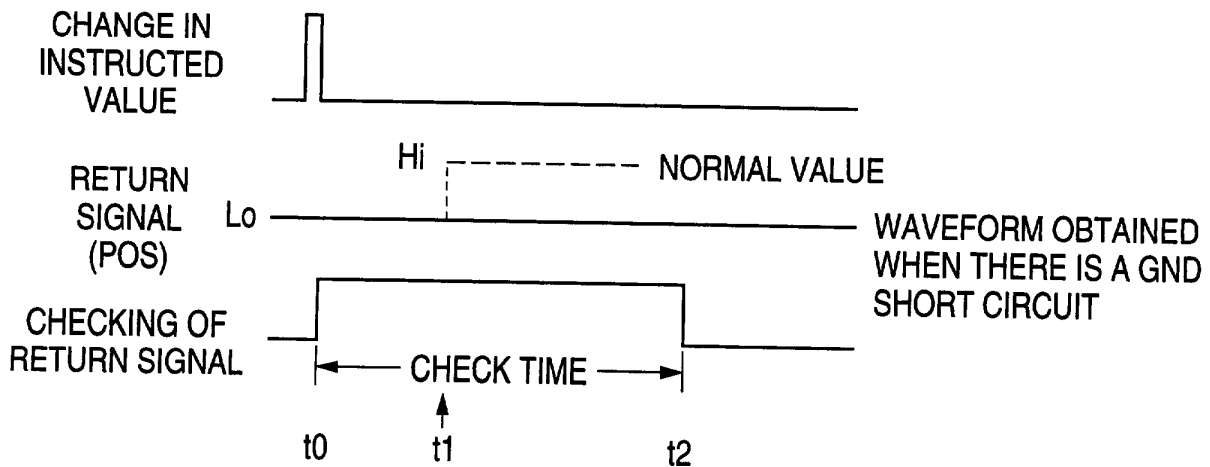 CHANGE IN
INSTRUCTED
VALUE
Hi
NORMAL VALUE
RETURN
SIGNAL
(POS)
Lo
WAVEFORM OBTAINED
WHEN THERE IS A GND
SHORT CIRCUIT
CHECKING OF
RETURN SIGNAL
CHECK TIME
t0
t1
t2